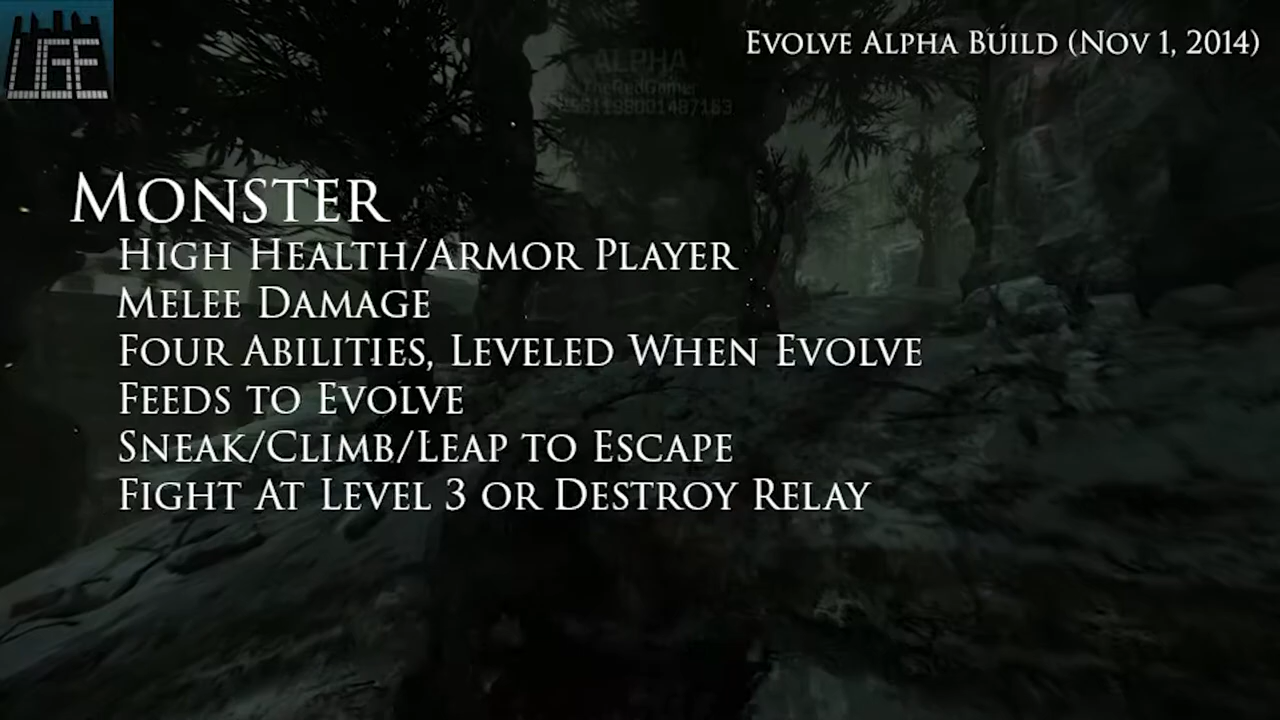 UGE
Evolve Alpha Build (Nov 1, 2014)
ALPHA
TheRedGamer
Monster
High Health/Armor Player
Melee Damage
Four Abilities, Leveled When Evolve
Feeds to Evolve
Sneak/Climb/Leap to Escape
Fight At Level 3 or Destroy Relay